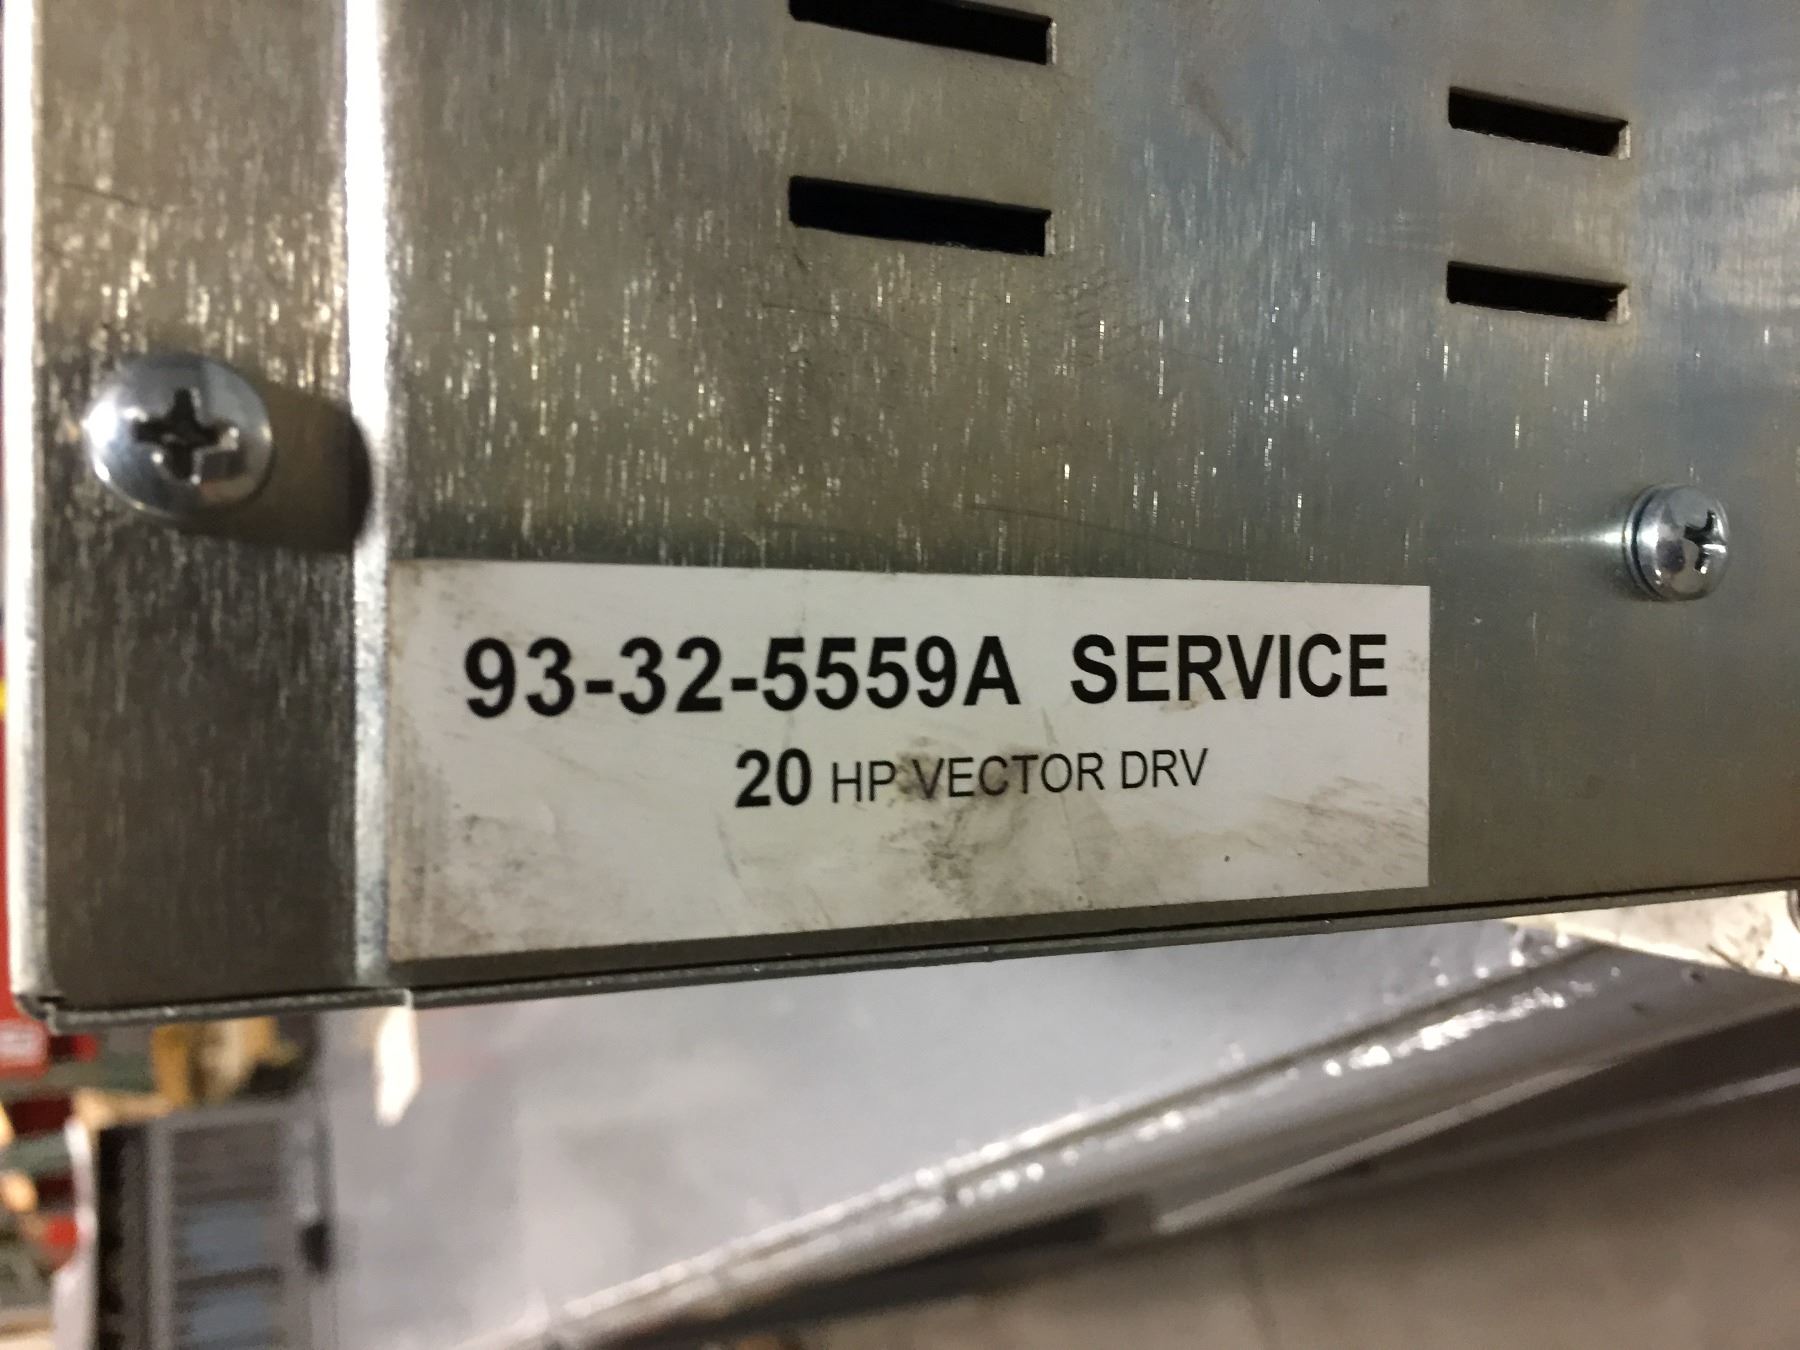 93-32-5559A SERVICE
20 HP VECTOR DRV